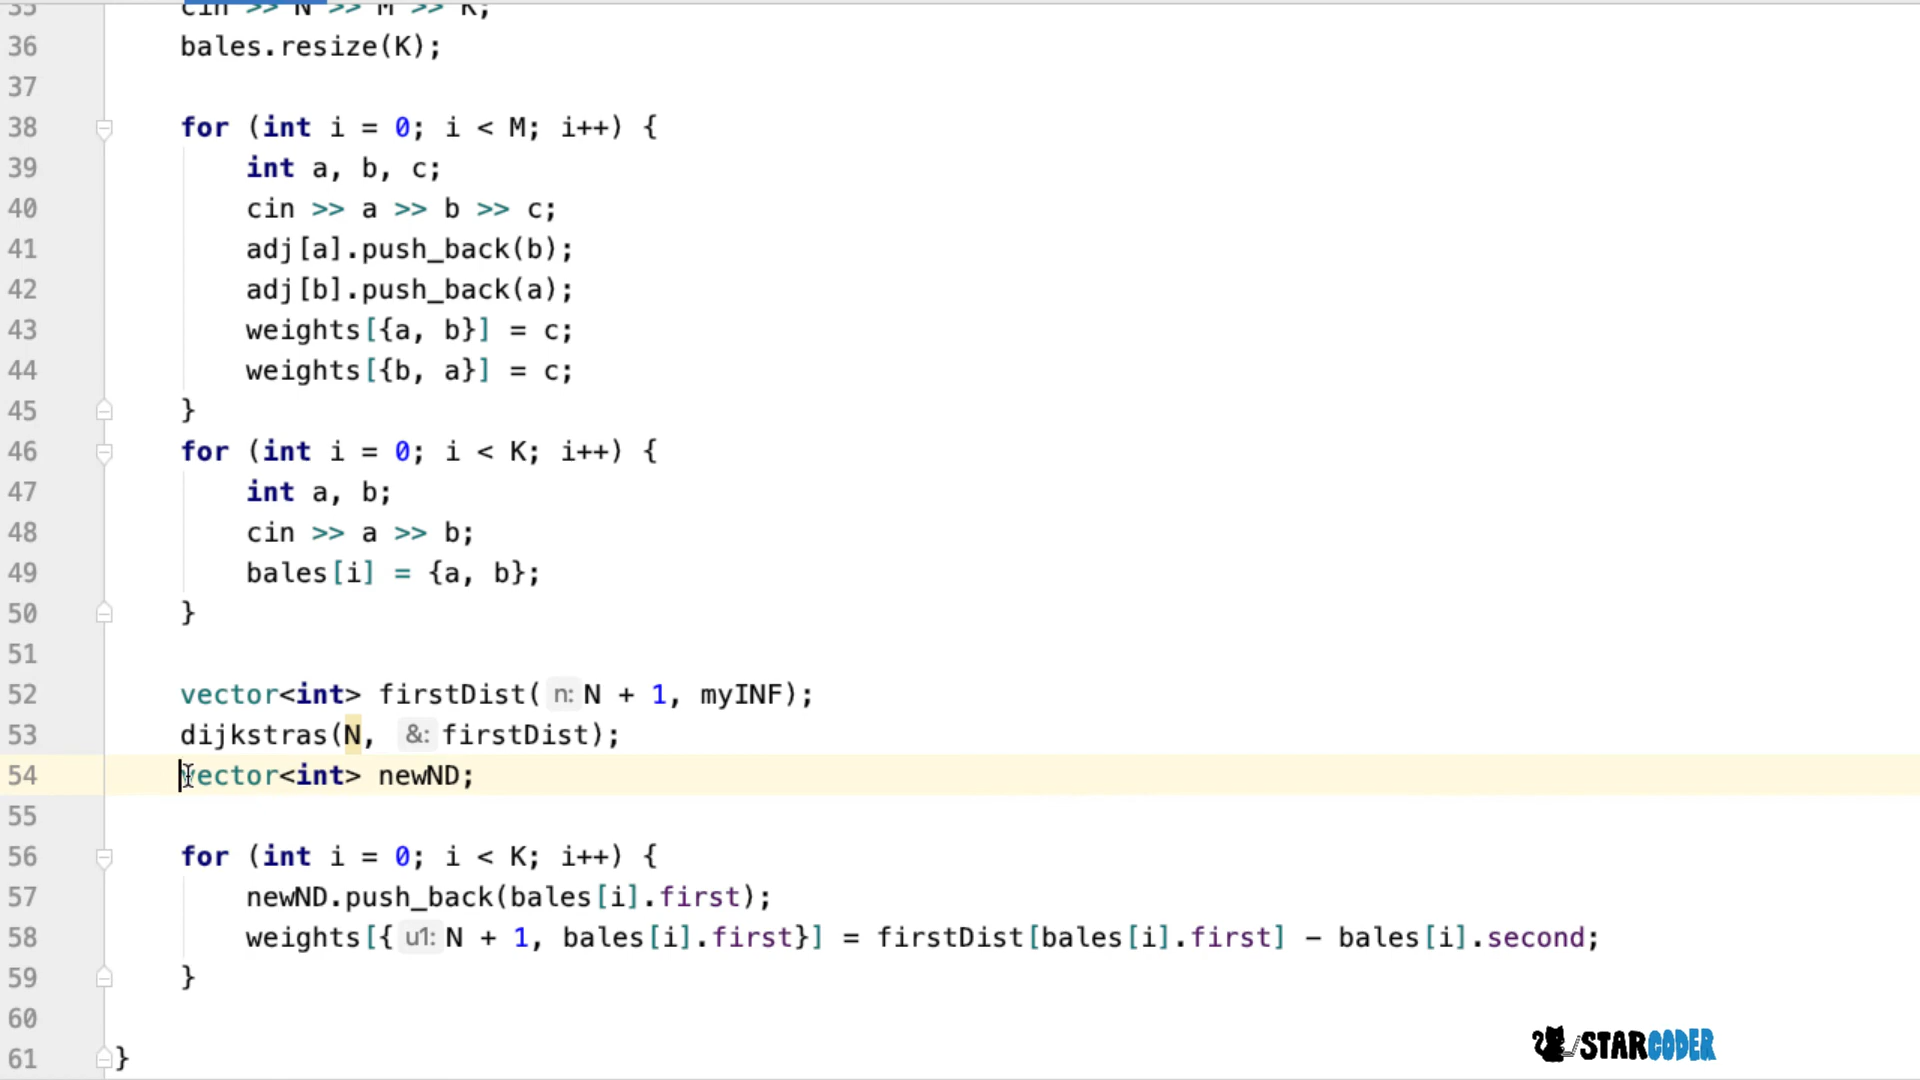 35 cin >> N >> M >> K;
36 bales.resize(K);
37
38 for (int i = 0; i < M; i++) {
39 int a, b, c;
40 cin >> a >> b >> c;
41 adj[a].push_back(b);
42 adj[b].push_back(a);
43 weights[{a, b}] = c;
44 weights[{b, a}] = c;
45 }
46 for (int i = 0; i < K; i++) {
47 int a, b;
48 cin >> a >> b;
49 bales[i] = {a, b};
50 }
51
52 vector<int> firstDist( n: N + 1, myINF);
53 dijkstras(N, &: firstDist);
54 vector<int> newND;
55
56 for (int i = 0; i < K; i++) {
57 newND.push_back(bales[i].first);
58 weights[{ u1: N + 1, bales[i].first}] = firstDist[bales[i].first] - bales[i].second;
59 }
60
61 }
STARCODER